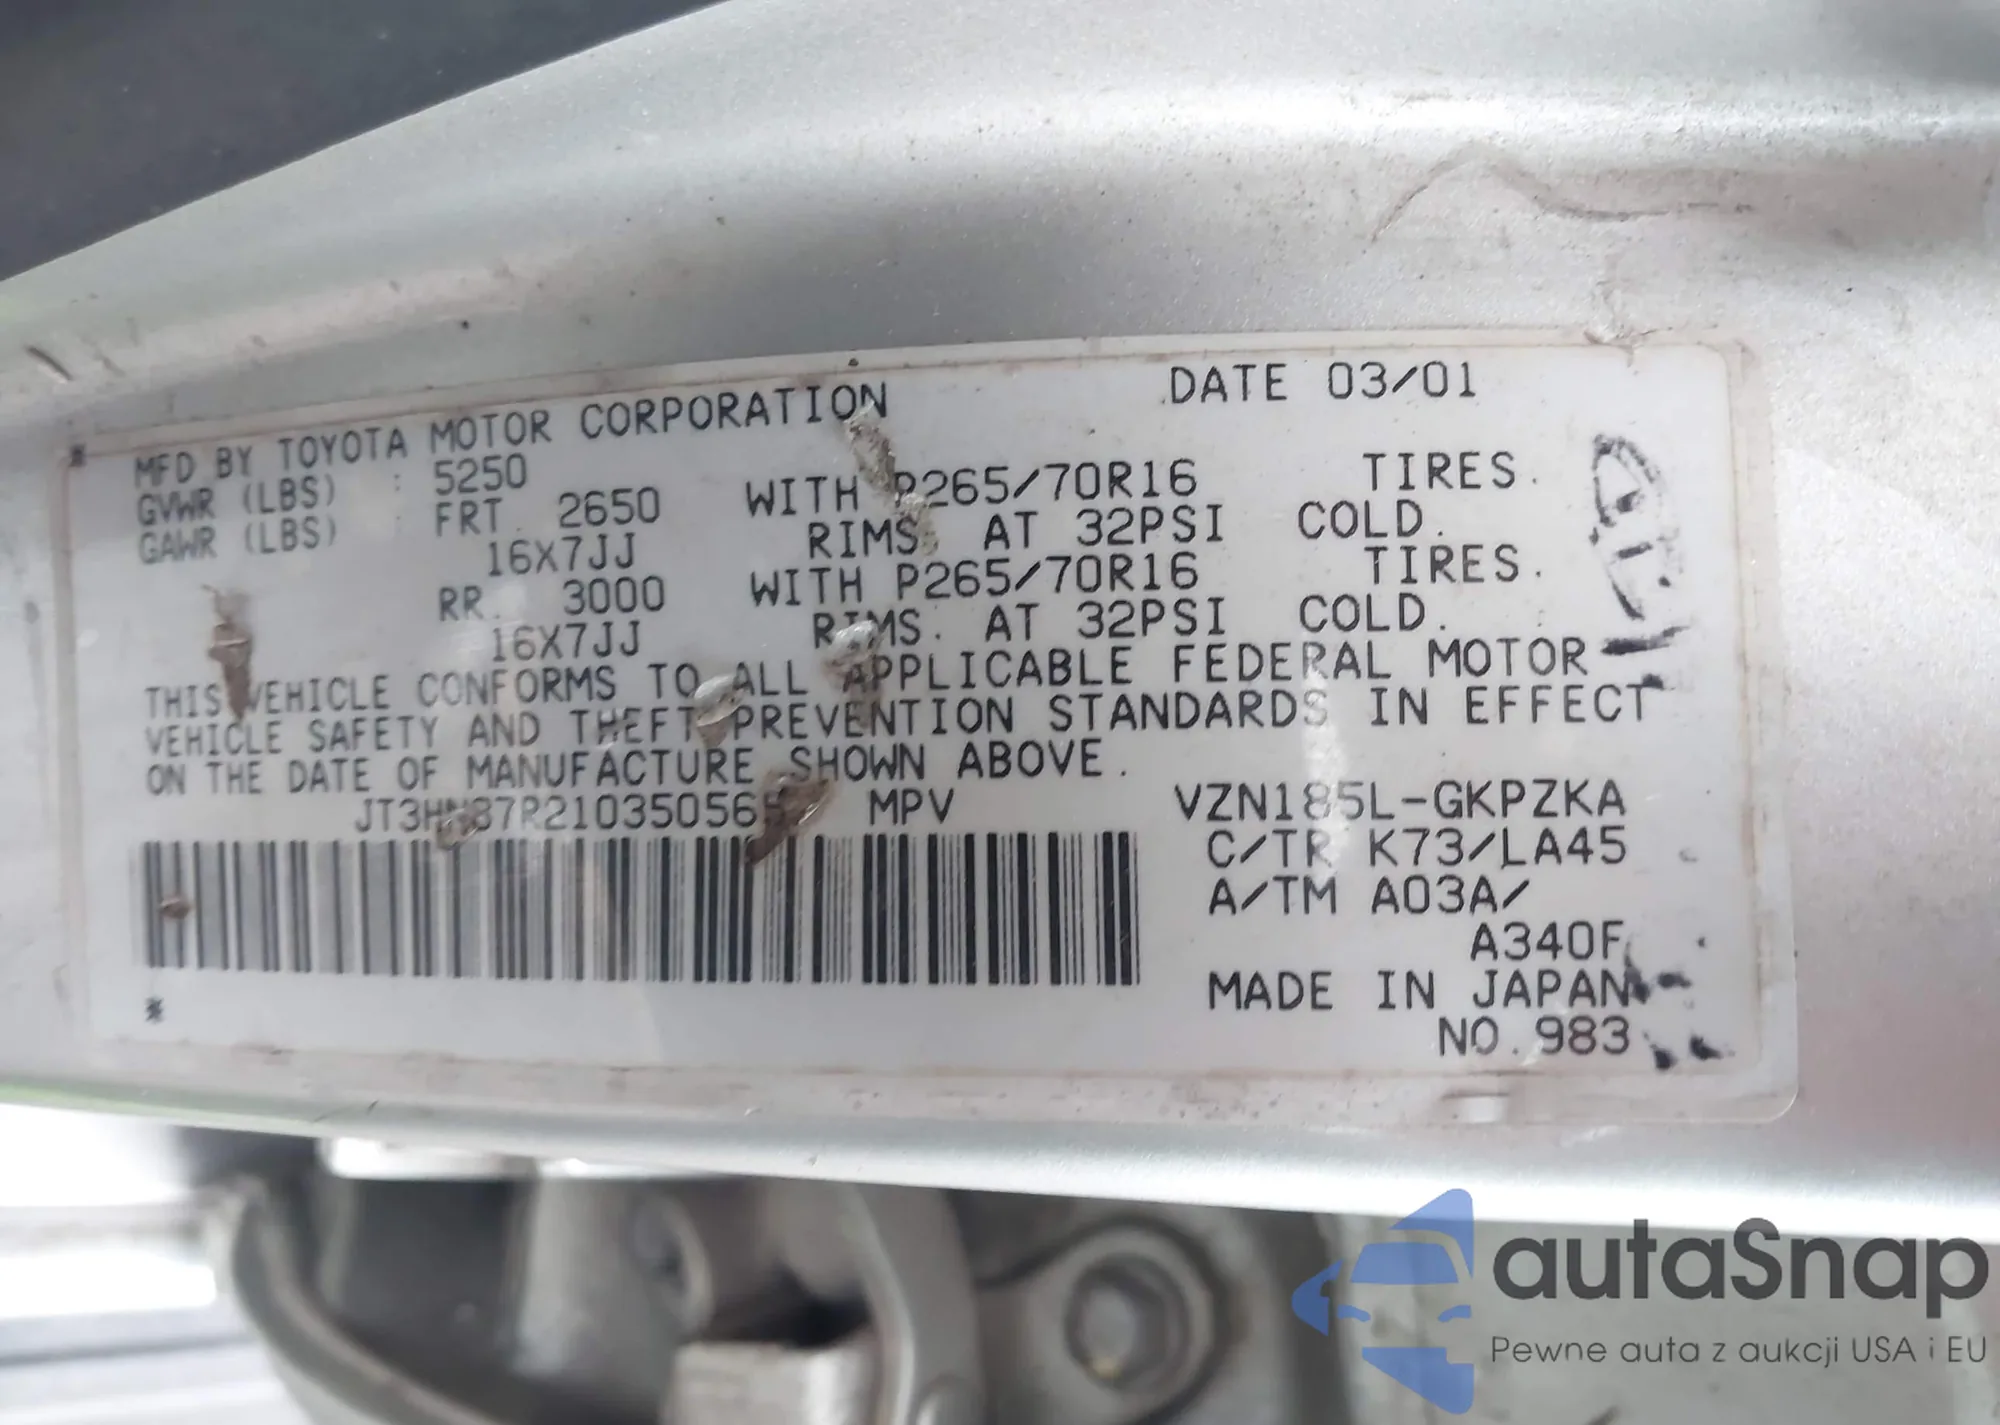 MFD BY TOYOTA MOTOR CORPORATION DATE 03/01
GVWR (LBS) : 5250
GAWR (LBS) : FRT. 2650 WITH P265/70R16 TIRES.
16X7JJ RIMS. AT 32PSI COLD.
RR. 3000 WITH P265/70R16 TIRES.
16X7JJ RIMS. AT 32PSI COLD.
THIS VEHICLE CONFORMS TO ALL APPLICABLE FEDERAL MOTOR
VEHICLE SAFETY AND THEFT PREVENTION STANDARDS IN EFFECT
ON THE DATE OF MANUFACTURE SHOWN ABOVE.
MPV VZN185L-GKPZKA
C/TR K73/LA45
A/TM A03A/
A340F
MADE IN JAPAN
NO.983
autaSnap
Pewne auta z aukcji USA i EU